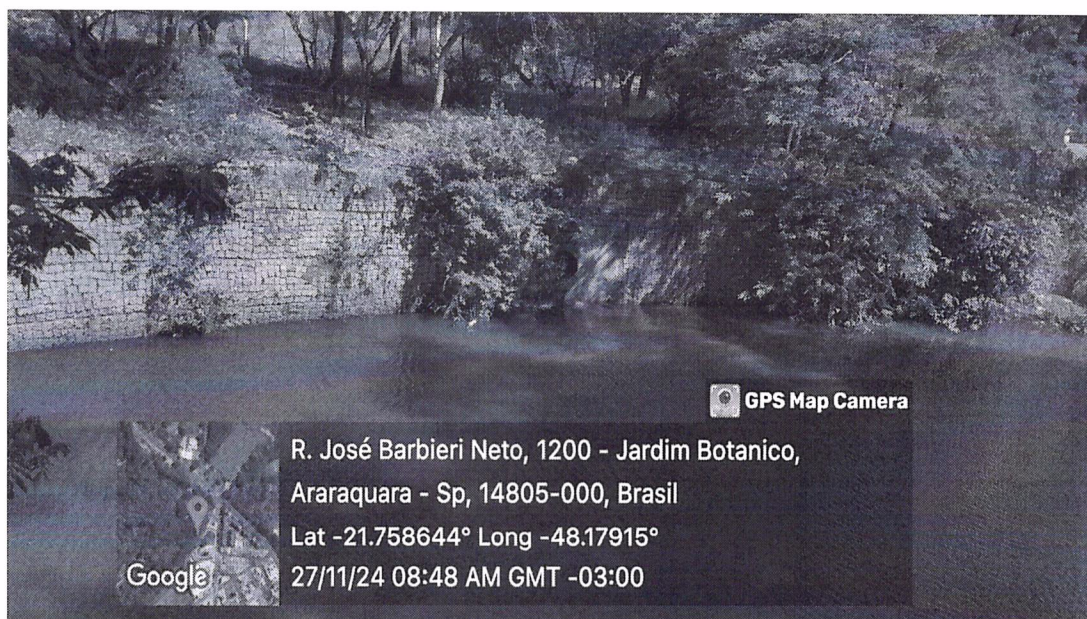 GPS Map Camera
R. José Barbieri Neto, 1200 - Jardim Botanico,
Araraquara - Sp, 14805-000, Brasil
Lat -21.758644° Long -48.17915°
27/11/24 08:48 AM GMT -03:00
Google